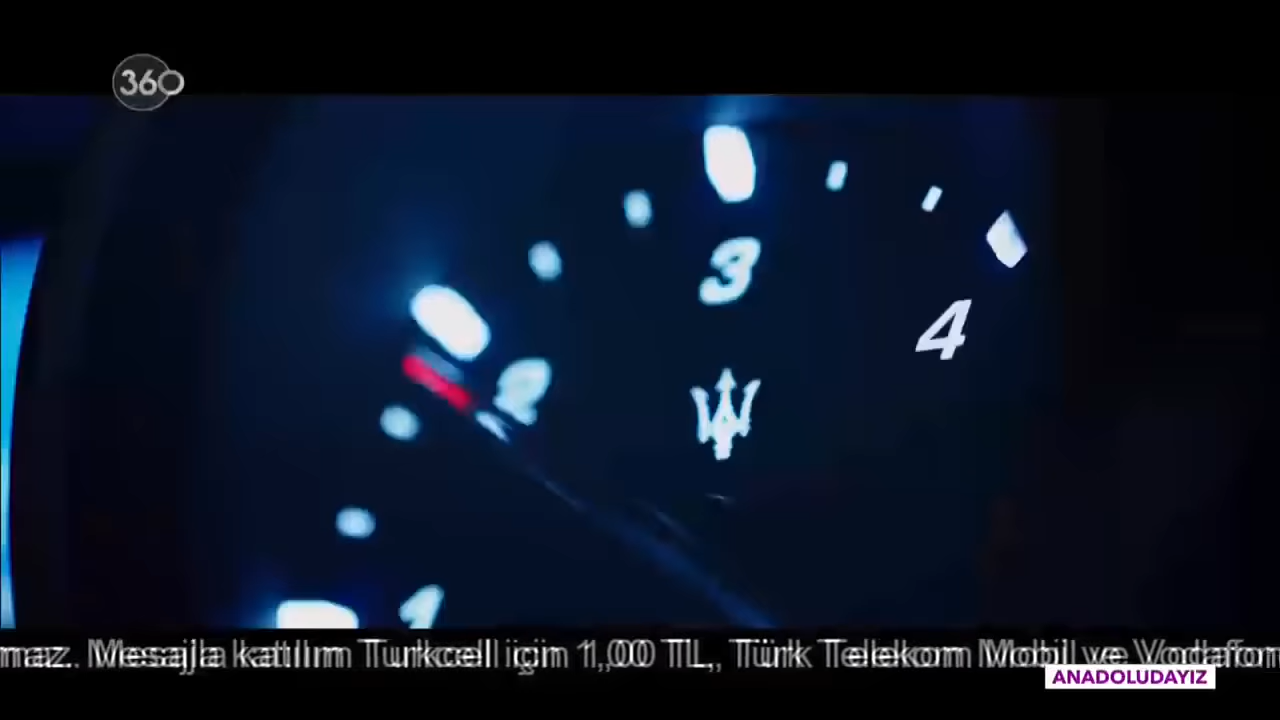 360
3
4
2
1
maz. Mesajla katılım Turkcell için 1,00 TL, Türk Telekom Mobil ve Vodafon
ANADOLUDAYIZ